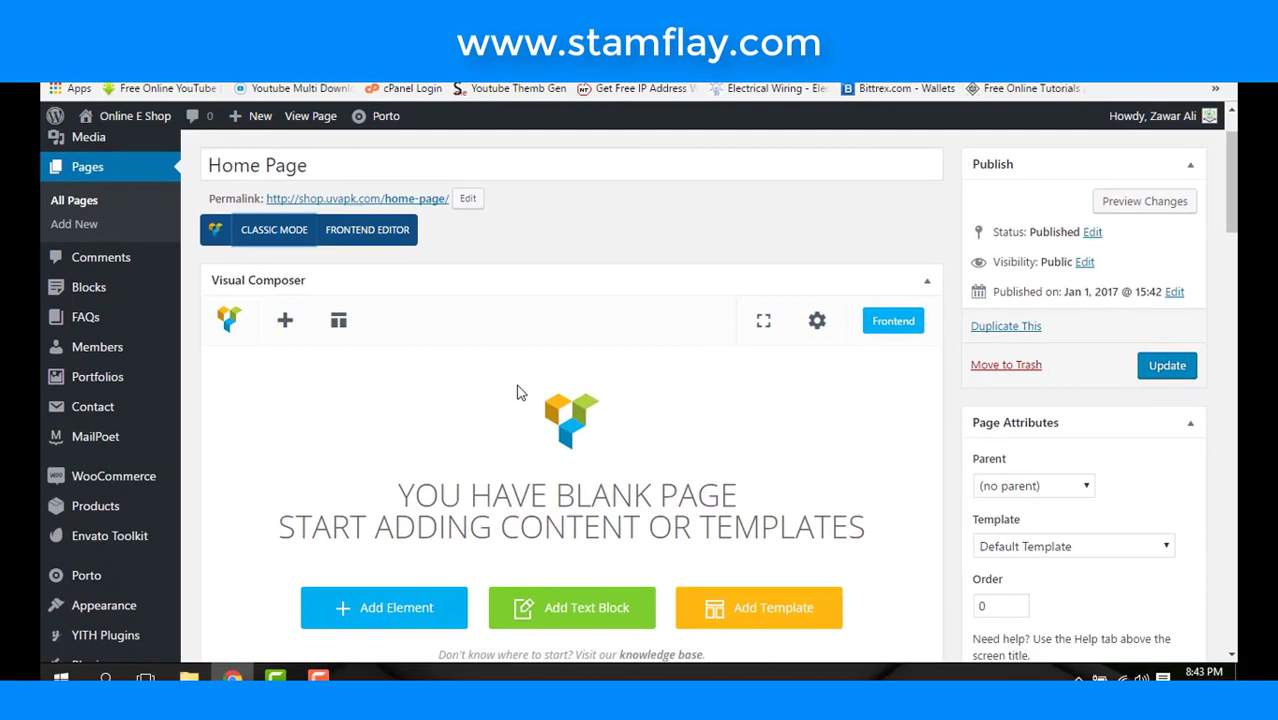 www.stamflay.com
Apps Free Online YouTube Youtube Multi Downl cPanel Login Youtube Themb Gen Get Free IP Address Electrical Wiring - Ele Bittrex.com - Wallets Free Online Tutorials »
Online E Shop 0 New View Page Porto Howdy, Zawar Ali
Media
Pages
All Pages
Add New
Comments
Blocks
FAQs
Members
Portfolios
Contact
MailPoet
WooCommerce
Products
Envato Toolkit
Porto
Appearance
YITH Plugins
Home Page
Permalink: http://shop.uvapk.com/home-page/ Edit
CLASSIC MODE FRONTEND EDITOR
Visual Composer
Frontend
YOU HAVE BLANK PAGE
START ADDING CONTENT OR TEMPLATES
Add Element Add Text Block Add Template
Don't know where to start? Visit our knowledge base.
Publish
Preview Changes
Status: Published Edit
Visibility: Public Edit
Published on: Jan 1, 2017 @ 15:42 Edit
Duplicate This
Move to Trash Update
Page Attributes
Parent
(no parent)
Template
Default Template
Order
0
Need help? Use the Help tab above the
screen title.
8:43 PM